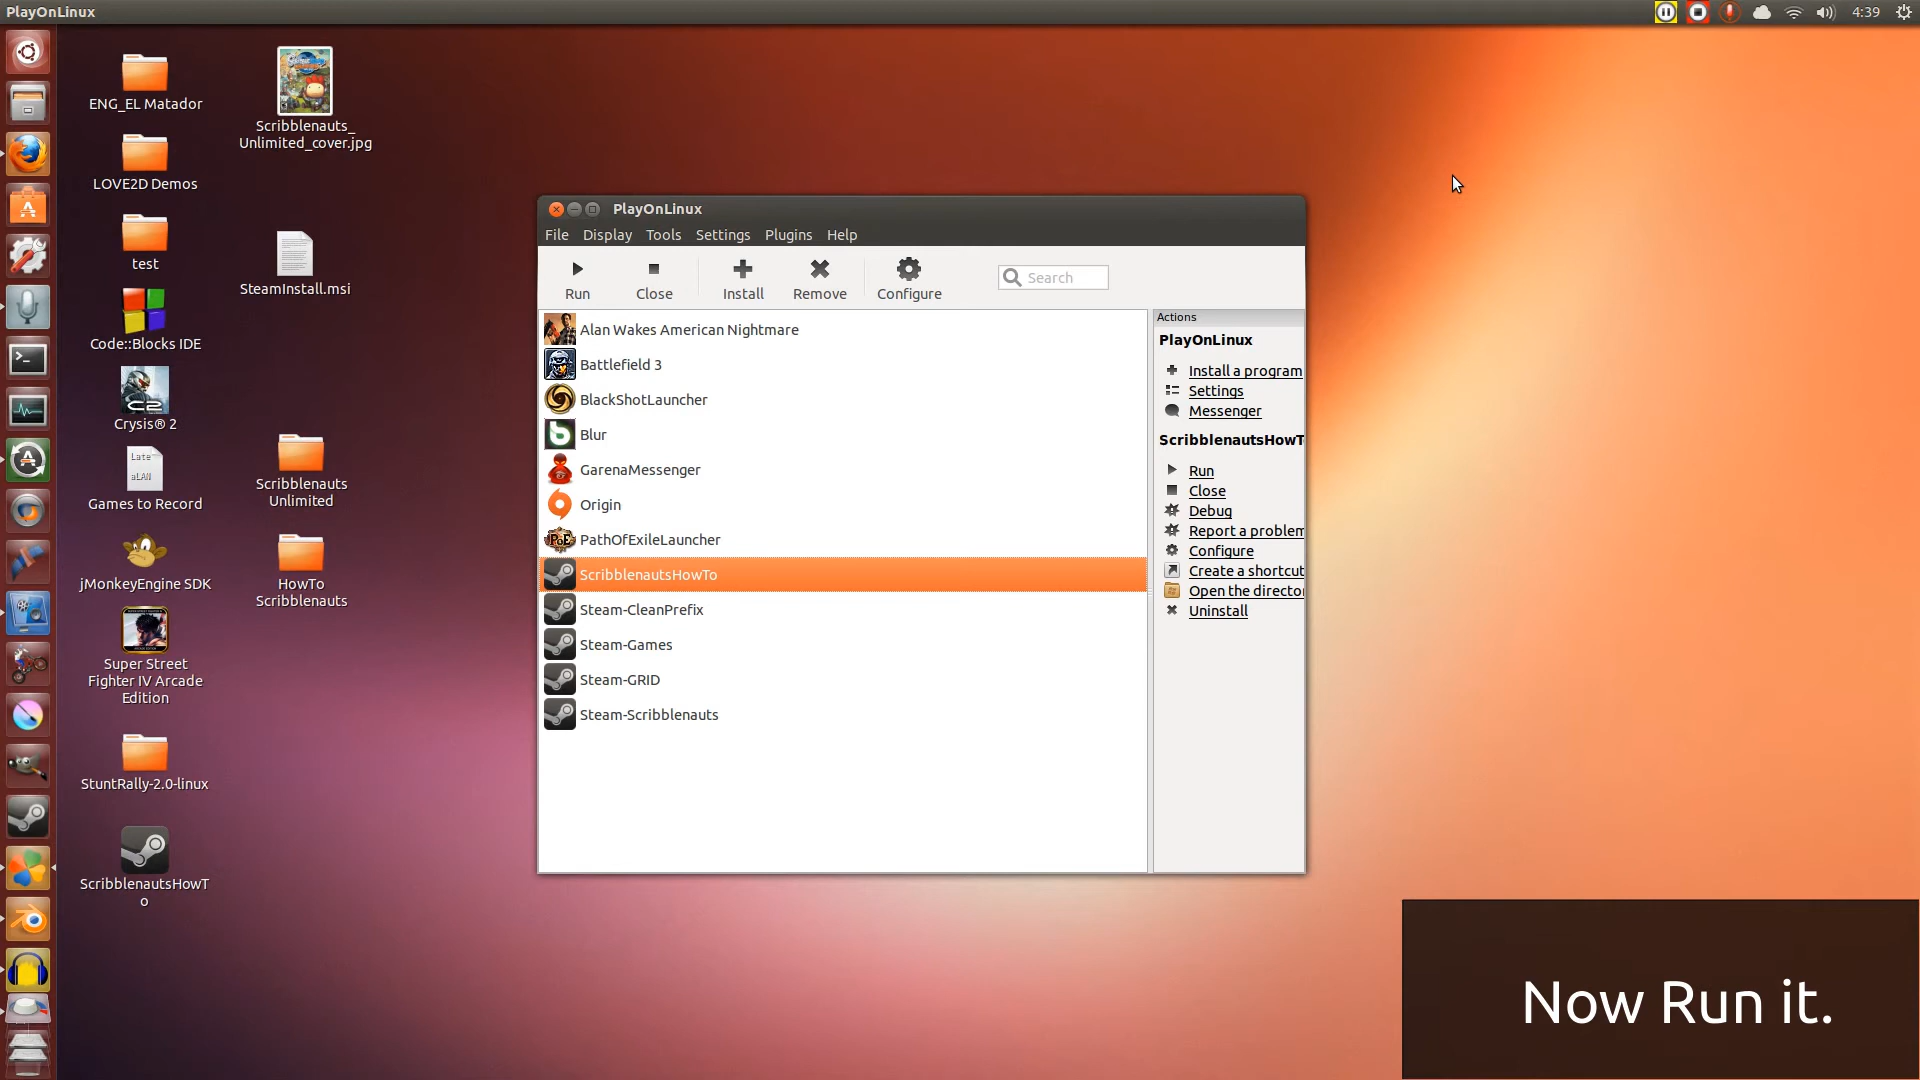 PlayOnLinux
4:39
ENG_EL Matador
Scribblenauts_
Unlimited_cover.jpg
LOVE2D Demos
test
SteamInstall.msi
Code::Blocks IDE
Crysis® 2
Late
aLAN
Games to Record
Scribblenauts
Unlimited
jMonkeyEngine SDK
HowTo
Scribblenauts
Super Street
Fighter IV Arcade
Edition
StuntRally-2.0-linux
ScribblenautsHowT
o
PlayOnLinux
File Display Tools Settings Plugins Help
Run Close Install Remove Configure Search
Alan Wakes American Nightmare
Battlefield 3
BlackShotLauncher
Blur
GarenaMessenger
Origin
PathOfExileLauncher
ScribblenautsHowTo
Steam-CleanPrefix
Steam-Games
Steam-GRID
Steam-Scribblenauts
Actions
PlayOnLinux
Install a program
Settings
Messenger
ScribblenautsHowT
Run
Close
Debug
Report a problem
Configure
Create a shortcut
Open the directo
Uninstall
Now Run it.